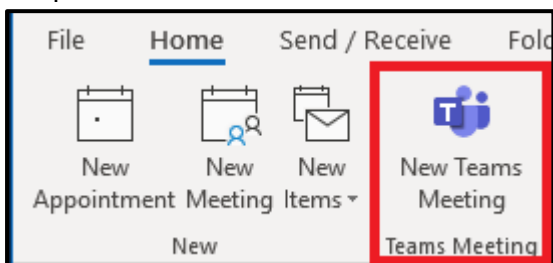 File Home Send / Receive
New Appointment
New Meeting
New Items
New Teams Meeting
New
Teams Meeting